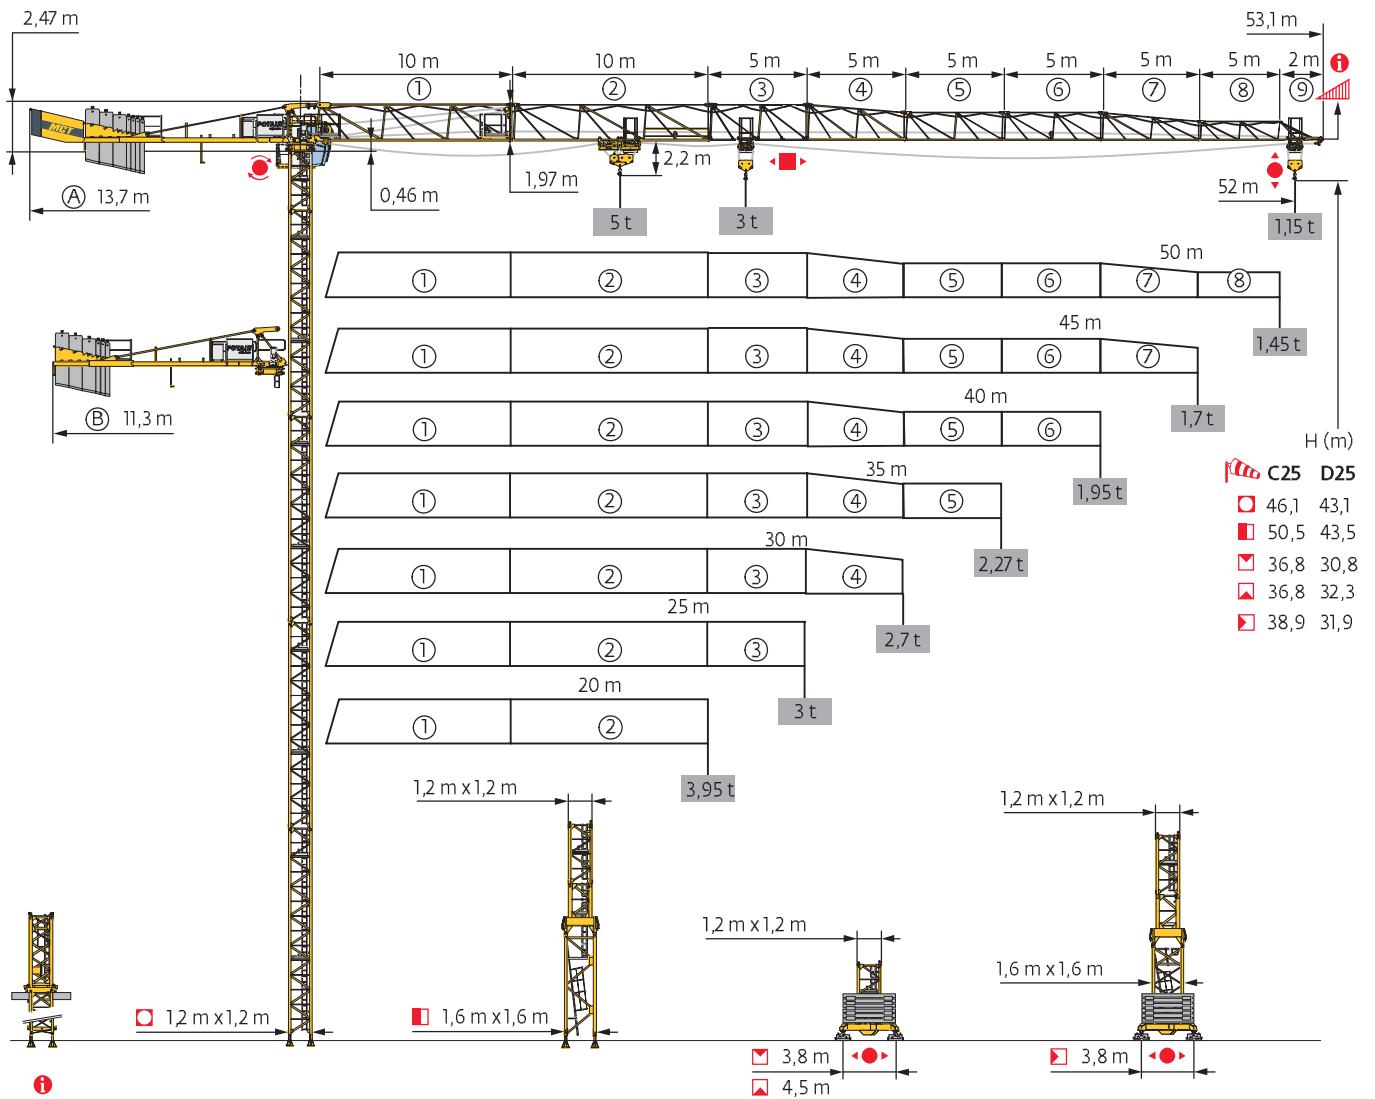 2,47 m
53,1 m
10 m 10 m 5 m 5 m 5 m 5 m 5 m 5 m 2 m
1 2 3 4 5 6 7 8 9
i
POTAIN
2,2 m
1,97 m
0,46 m
A 13,7 m
52 m
5 t
3 t
1,15 t
50 m
1 2 3 4 5 6 7 8
1,45 t
45 m
1 2 3 4 5 6 7
1,7 t
POTAIN
B 11,3 m
40 m
1 2 3 4 5 6
1,95 t
H (m)
C25 D25
46,1 43,1
50,5 43,5
36,8 30,8
36,8 32,3
38,9 31,9
35 m
1 2 3 4 5
2,27 t
30 m
1 2 3 4
2,7 t
25 m
1 2 3
3 t
20 m
1 2
3,95 t
1,2 m x 1,2 m
1,2 m x 1,2 m
1,2 m x 1,2 m
1,6 m x 1,6 m
1,2 m x 1,2 m
1,6 m x 1,6 m
3,8 m
4,5 m
3,8 m
i